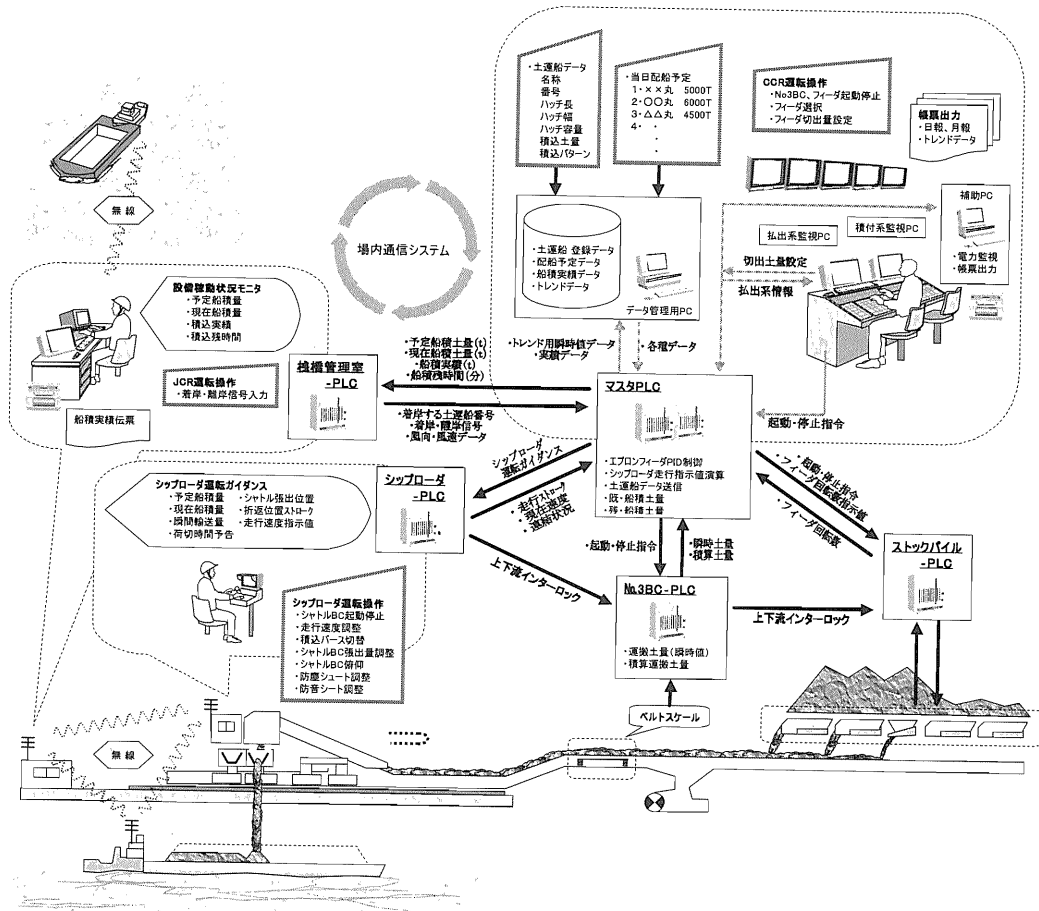 ・土運船データ
名称
番号
ハッチ長
ハッチ幅
ハッチ容量
積込土量
積込パターン
・当日配船予定
1・××丸 5000T
2・○○丸 6000T
3・△△丸 4500T
4・ ・
CCR運転操作
・No3BC、フィーダ起動停止
・フィーダ選択
・フィーダ切出量設定
帳票出力
・日報、月報
・トレンドデータ
無線
場内通信システム
・土運船 登録データ
・配船予定データ
・船積実績データ
・トレンドデータ
データ管理用PC
払出系監視PC
積付系監視PC
補助PC
・電力監視
・帳票出力
切出土量設定
払出系情報
設備稼動状況モニタ
・予定船積量
・現在船積量
・積込実績
・積込残時間
JCR運転操作
・着岸・離岸信号入力
船積実績伝票
桟橋管理室
-PLC
・予定船積土量(t)
・現在船積土量(t)
・船積実績(t)
・船積残時間(分)
・着岸する土運船番号
・着岸・離岸信号
・風向・風速データ
・トレンド用瞬時値データ
・実績データ
・各種データ
マスタPLC
・エプロンフィーダPID制御
・シップローダ走行指示値演算
・土運船データ送信
・既・船積土量
・残・船積土量
起動・停止指令
シップローダ
運転ガイダンス
・走行ストローク
・現在速度
・連絡状況
シップローダ
-PLC
シップローダ運転ガイダンス
・予定船積量 ・シャトル張出位置
・現在船積量 ・折返位置ストローク
・瞬間輸送量 ・走行速度指示値
・荷切時間予告
・起動・停止指令
・フィーダ回転数指示値
・フィーダ回転数
ストックパイル
-PLC
・起動・停止指令
・瞬時土量
・積算土量
上下流インターロック
No.3BC-PLC
・運搬土量(瞬時値)
・積算運搬土量
上下流インターロック
シップローダ運転操作
・シャトルBC起動停止
・走行速度調整
・積込バース切替
・シャトルBC張出量調整
・シャトルBC俯仰
・防塵シュート調整
・防音シート調整
ベルトスケール
無線